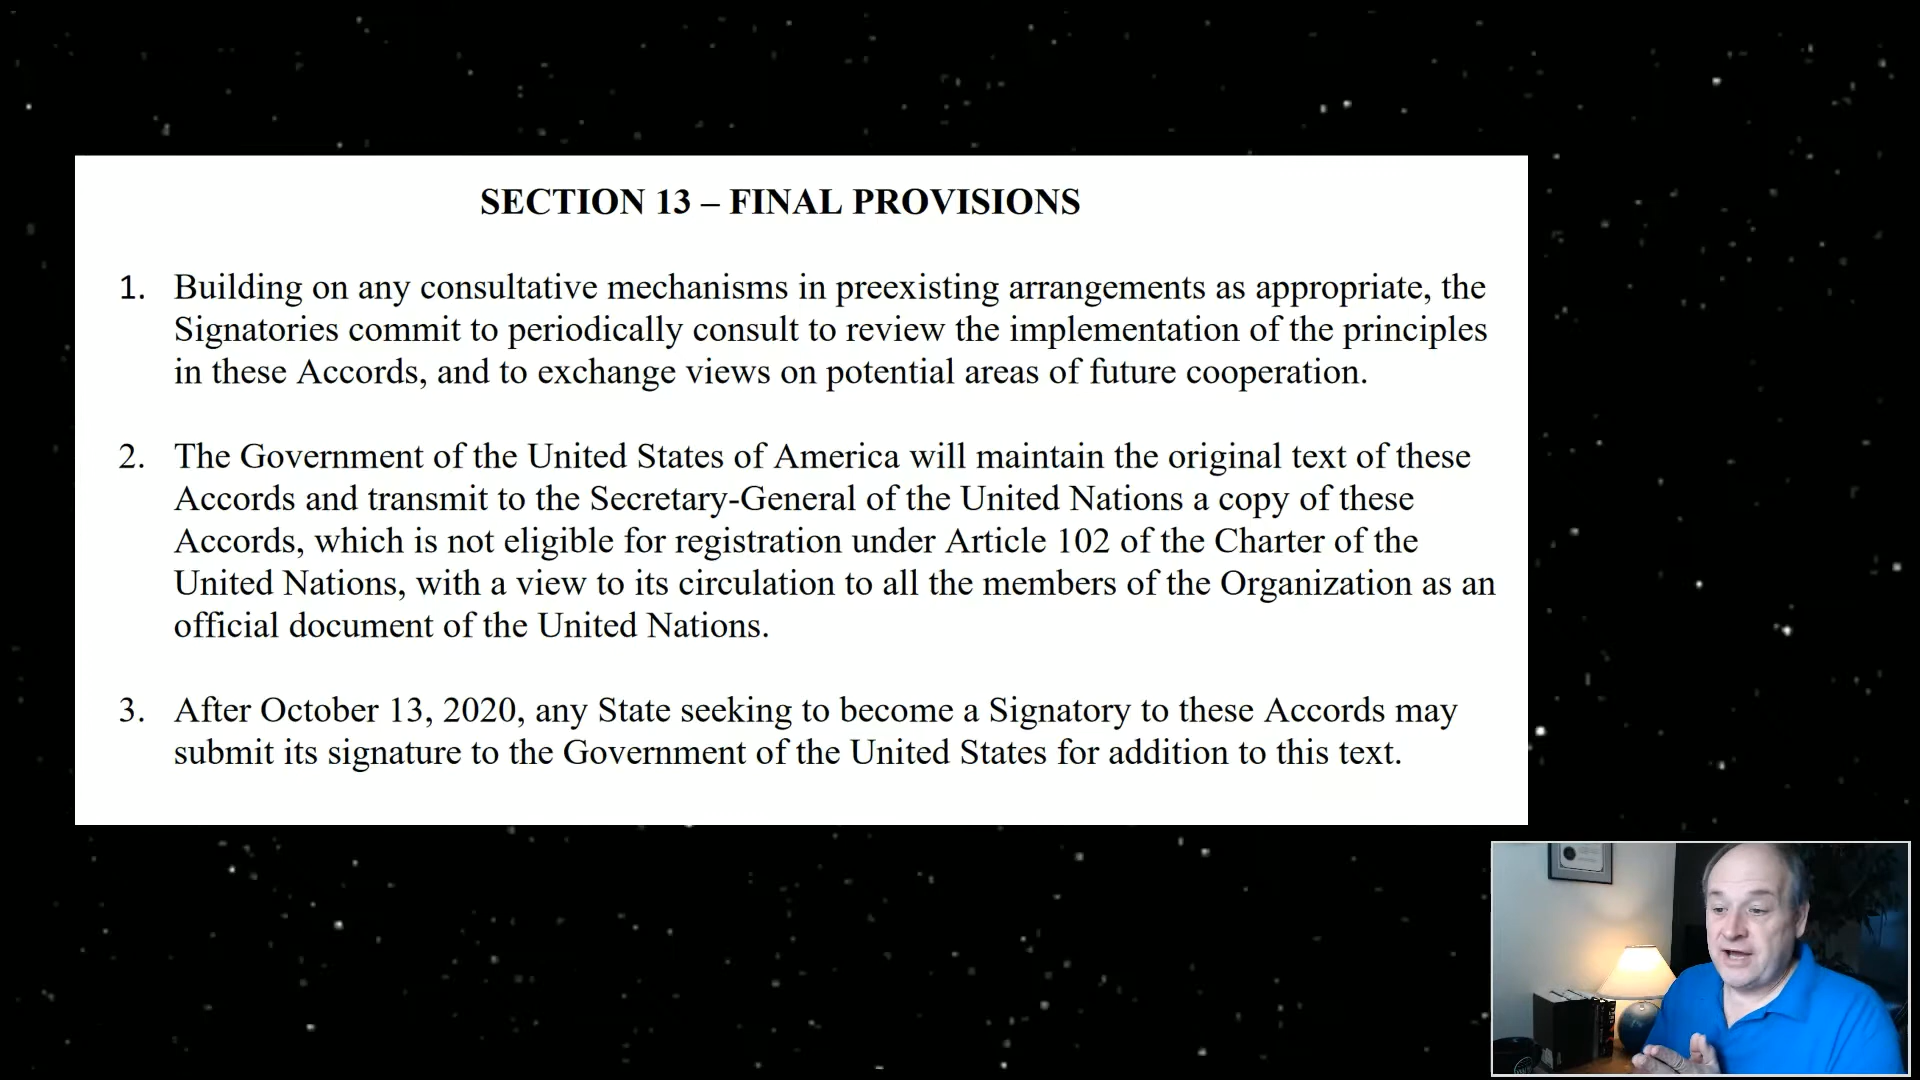 SECTION 13 – FINAL PROVISIONS
1. Building on any consultative mechanisms in preexisting arrangements as appropriate, the
Signatories commit to periodically consult to review the implementation of the principles
in these Accords, and to exchange views on potential areas of future cooperation.
2. The Government of the United States of America will maintain the original text of these
Accords and transmit to the Secretary-General of the United Nations a copy of these
Accords, which is not eligible for registration under Article 102 of the Charter of the
United Nations, with a view to its circulation to all the members of the Organization as an
official document of the United Nations.
3. After October 13, 2020, any State seeking to become a Signatory to these Accords may
submit its signature to the Government of the United States for addition to this text.